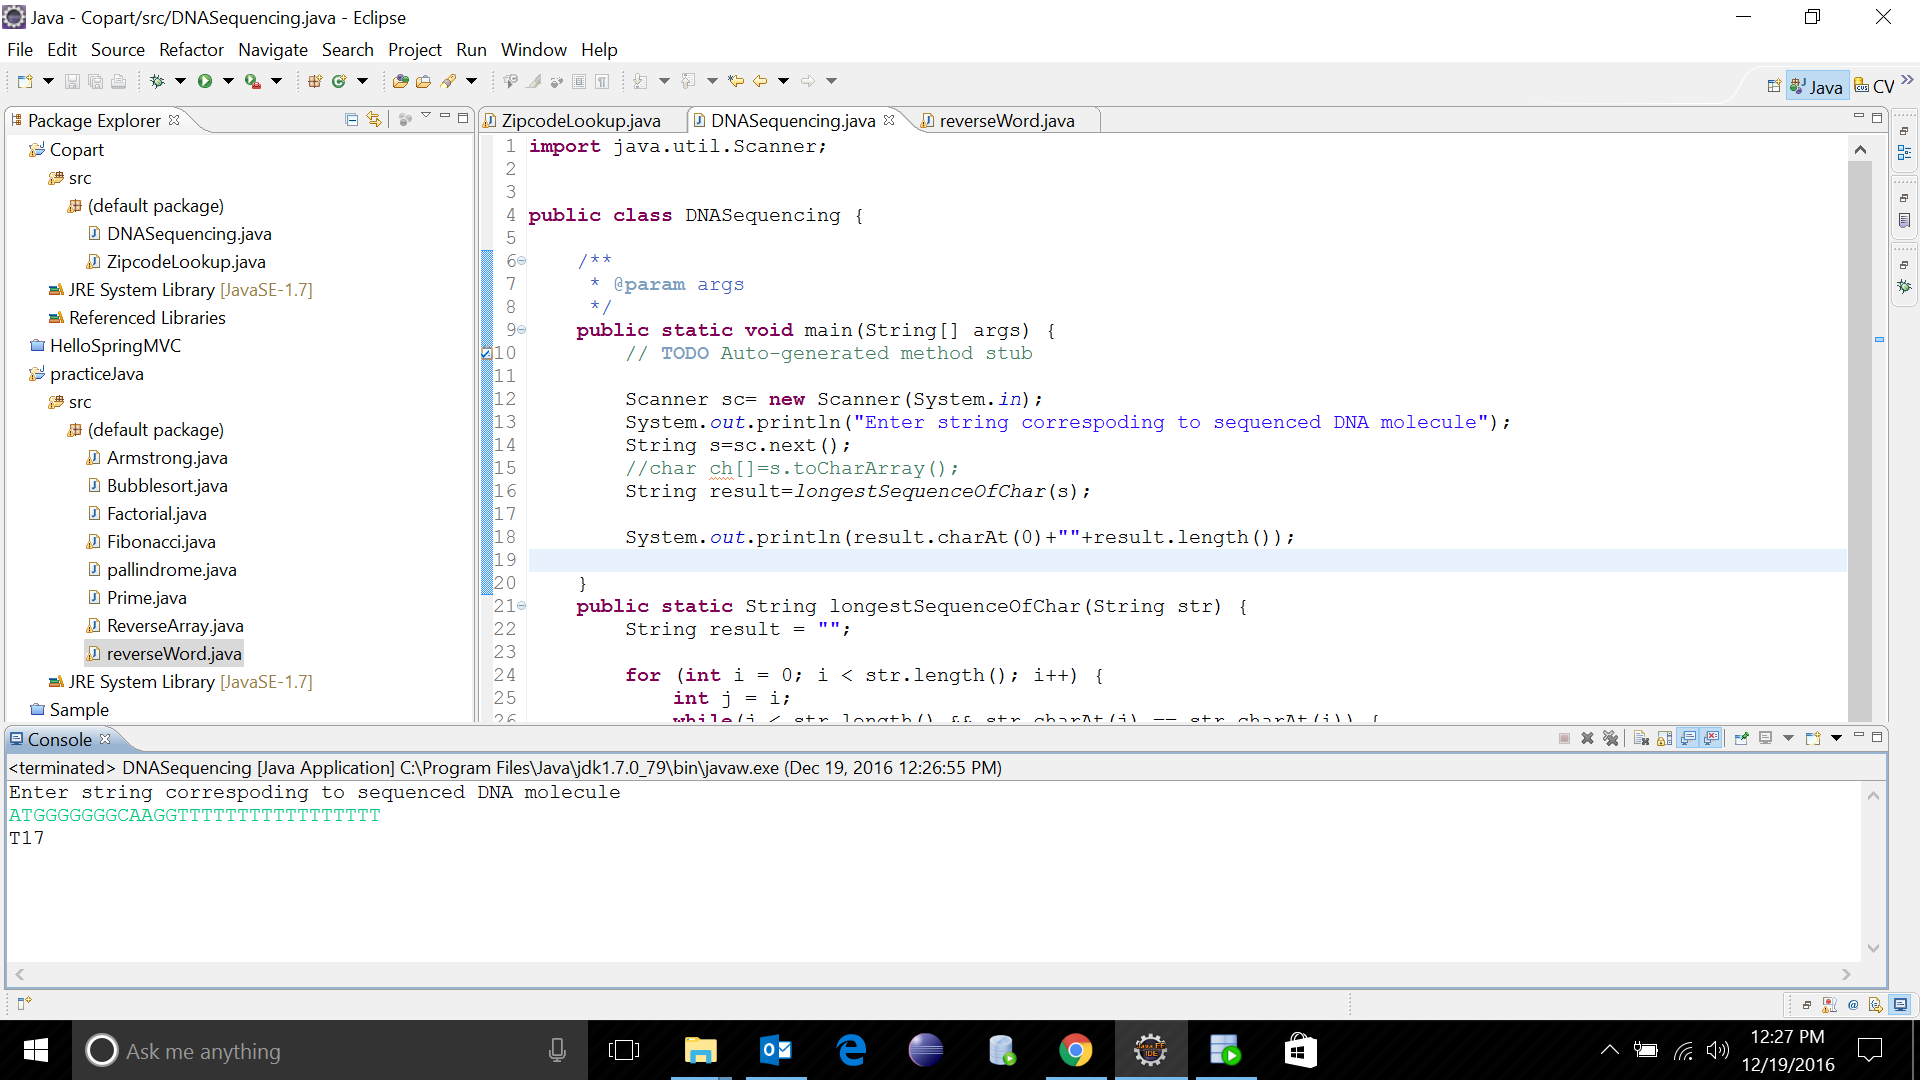 Java - Copart/src/DNASequencing.java - Eclipse
File Edit Source Refactor Navigate Search Project Run Window Help
Java
CV
Package Explorer
Copart
src
(default package)
DNASequencing.java
ZipcodeLookup.java
JRE System Library [JavaSE-1.7]
Referenced Libraries
HelloSpringMVC
practiceJava
src
(default package)
Armstrong.java
Bubblesort.java
Factorial.java
Fibonacci.java
pallindrome.java
Prime.java
ReverseArray.java
reverseWord.java
JRE System Library [JavaSE-1.7]
Sample
ZipcodeLookup.java DNASequencing.java reverseWord.java
1 import java.util.Scanner;
2
3
4 public class DNASequencing {
5
6 /**
7 * @param args
8 */
9 public static void main(String[] args) {
10 // TODO Auto-generated method stub
11
12 Scanner sc= new Scanner(System.in);
13 System.out.println("Enter string correspoding to sequenced DNA molecule");
14 String s=sc.next();
15 //char ch[]=s.toCharArray();
16 String result=longestSequenceOfChar(s);
17
18 System.out.println(result.charAt(0)+""+result.length());
19
20 }
21 public static String longestSequenceOfChar(String str) {
22 String result = "";
23
24 for (int i = 0; i < str.length(); i++) {
25 int j = i;
26 while(j < str.length() && str.charAt(j) == str.charAt(i)) {
Console
<terminated> DNASequencing [Java Application] C:\Program Files\Java\jdk1.7.0_79\bin\javaw.exe (Dec 19, 2016 12:26:55 PM)
Enter string correspoding to sequenced DNA molecule
ATGGGGGGGCAAGGTTTTTTTTTTTTTTTTT
T17
Ask me anything
12:27 PM
12/19/2016